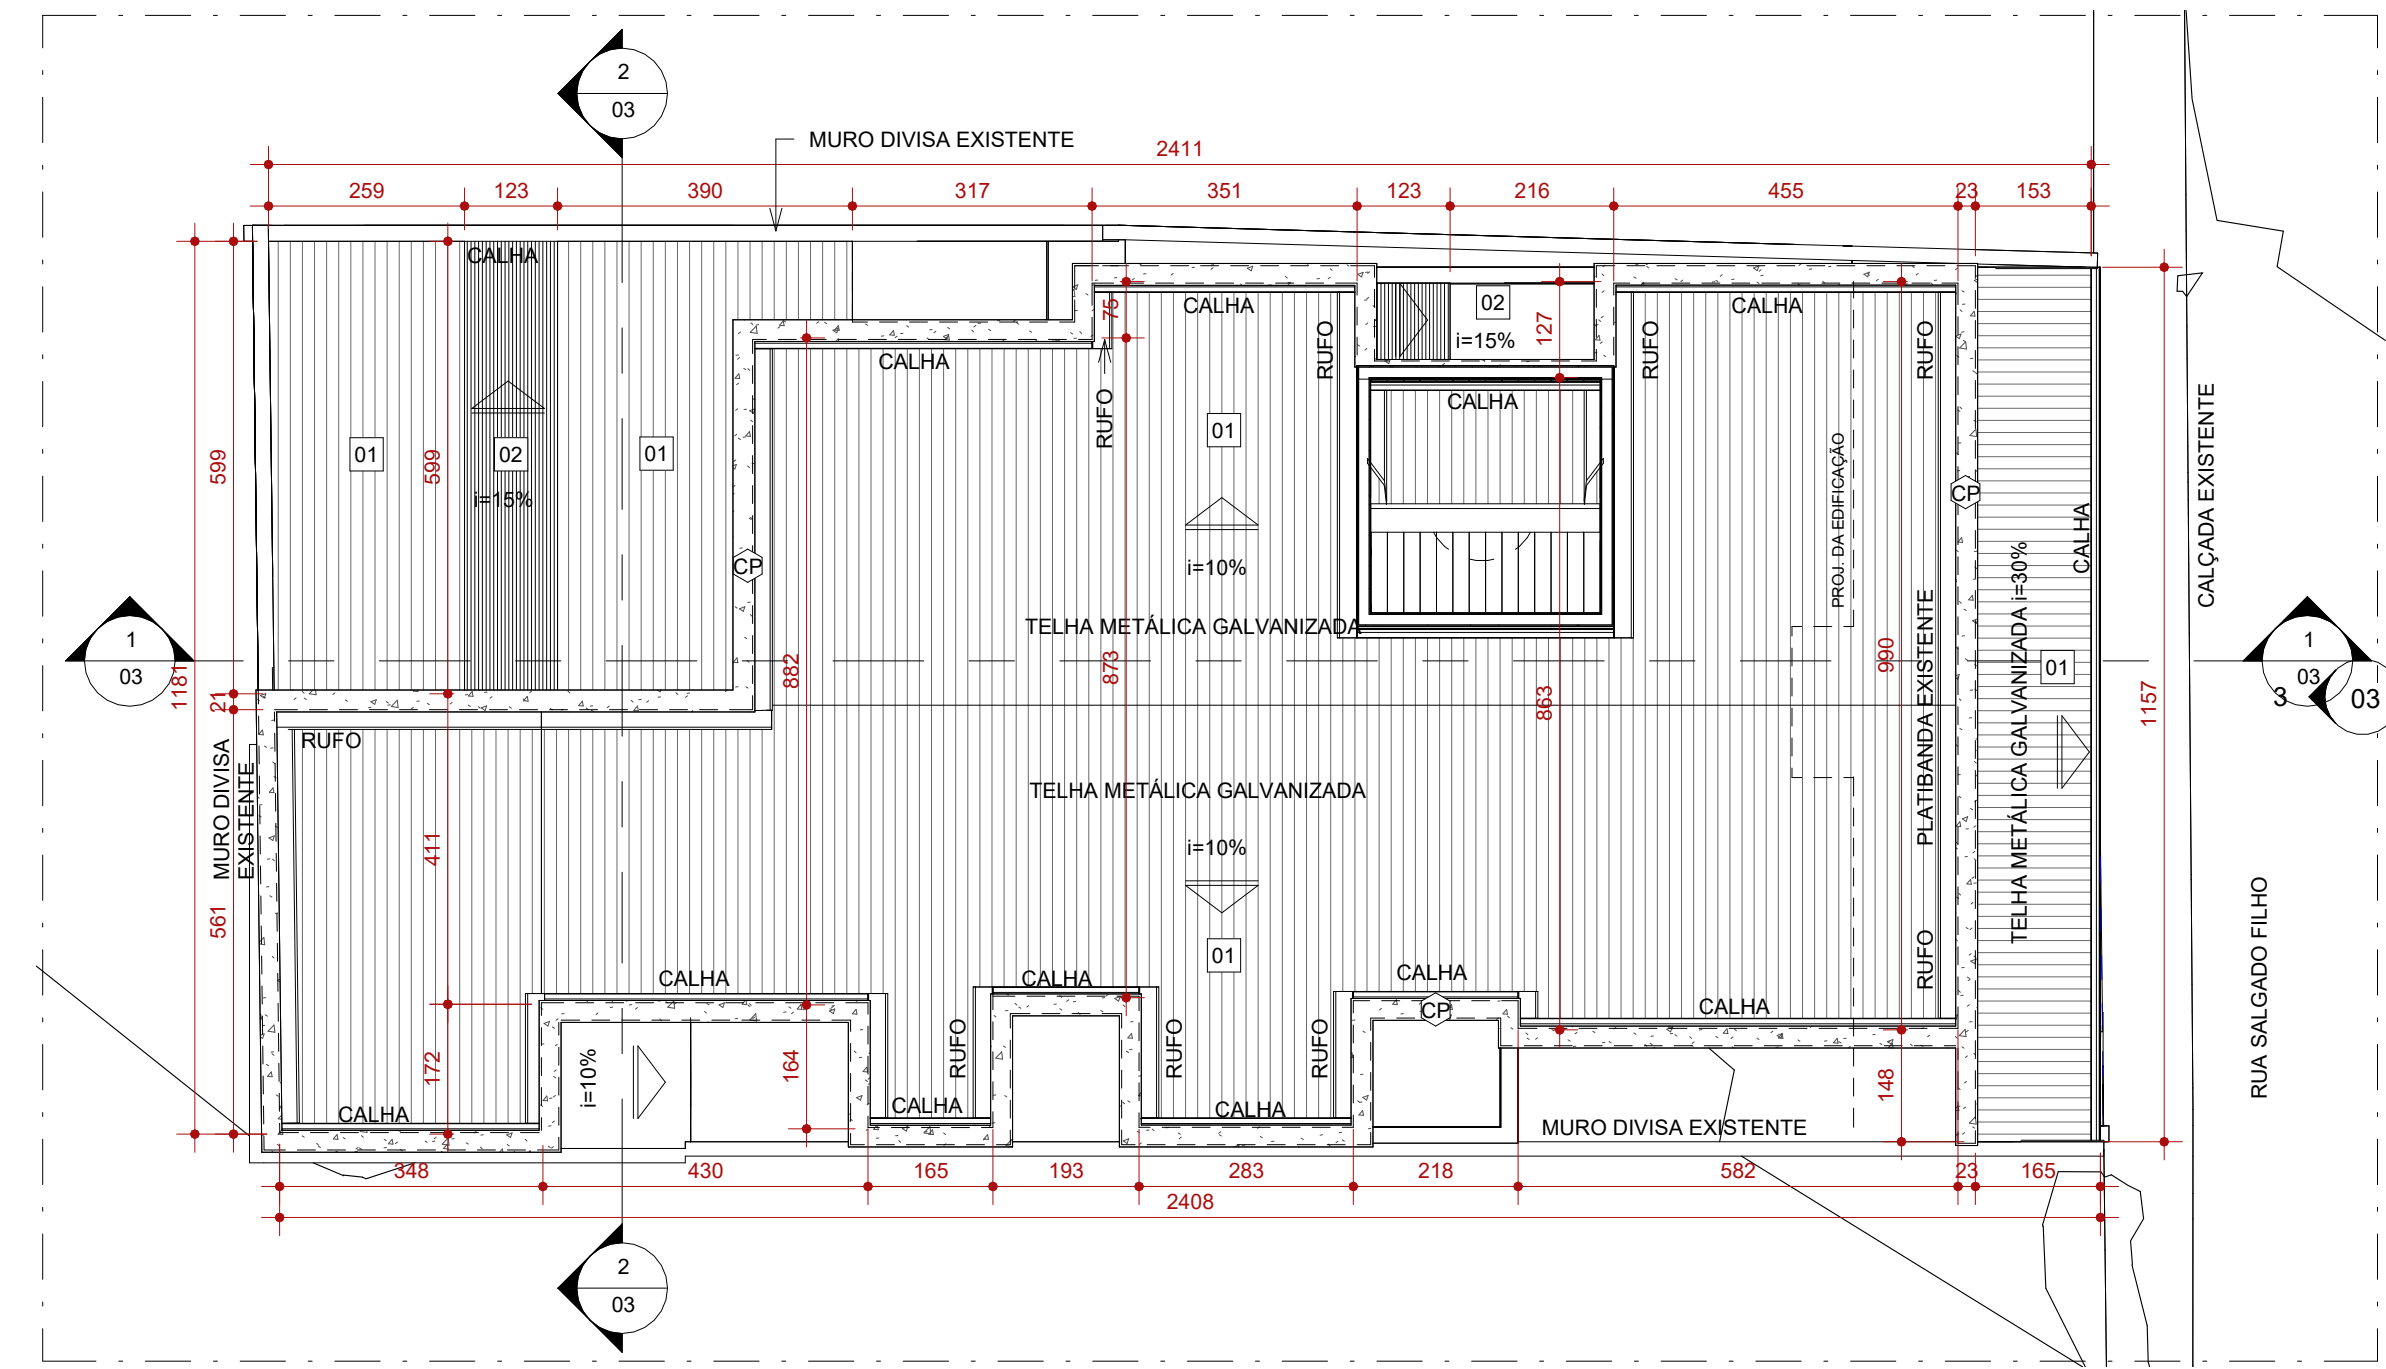 2
03
MURO DIVISA EXISTENTE
2411
259
123
390
317
351
123
216
455
23
153
CALHA
CALHA
CALHA
CALHA
CALHA
02
i=15%
75
127
RUFO
RUFO
RUFO
RUFO
CALHA
599
599
01
02
01
i=15%
01
i=10%
CP
CP
PROJ. DA EDIFICAÇÃO
CALHA
CALÇADA EXISTENTE
TELHA METÁLICA GALVANIZADA
1
03
1181
21
882
873
863
990
PLATIBANDA EXISTENTE
TELHA METÁLICA GALVANIZADA i=30%
01
1157
1
03
3
03
RUFO
MURO DIVISA
EXISTENTE
TELHA METÁLICA GALVANIZADA
i=10%
411
561
01
RUFO
RUA SALGADO FILHO
CALHA
CALHA
CALHA
CP
CALHA
172
i=10%
164
RUFO
RUFO
RUFO
148
CALHA
CALHA
CALHA
MURO DIVISA EXISTENTE
348
430
165
193
283
218
582
23
165
2408
2
03